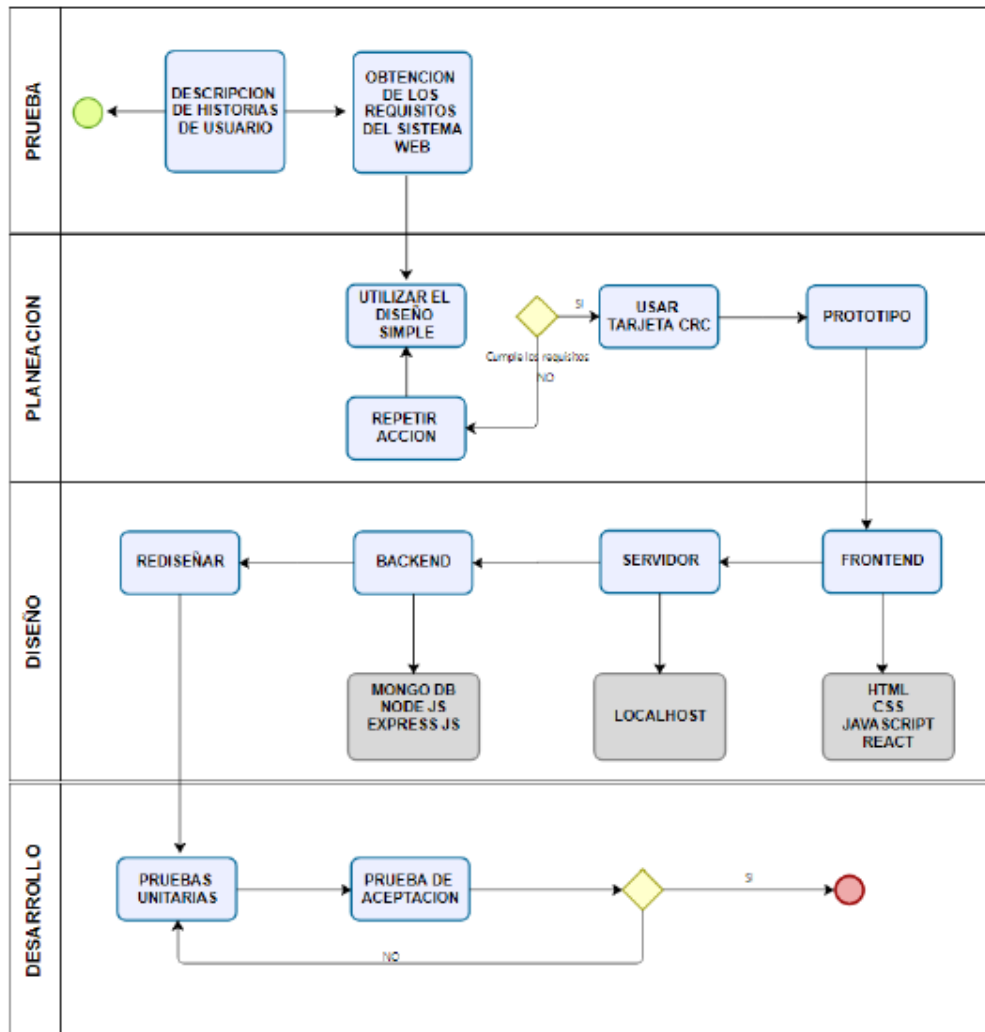 PRUEBA
DESCRIPCION
DE HISTORIAS
DE USUARIO
OBTENCION
DE LOS
REQUISITOS
DEL SISTEMA
WEB
PLANEACION
UTILIZAR EL
DISEÑO
SIMPLE
SI
USAR
TARJETA CRC
PROTOTIPO
Cumple los requisitos
NO
REPETIR
ACCION
DISEÑO
REDISEÑAR
BACKEND
SERVIDOR
FRONTEND
MONGO DB
NODE JS
EXPRESS JS
LOCALHOST
HTML
CSS
JAVASCRIPT
REACT
DESARROLLO
PRUEBAS
UNITARIAS
PRUEBA DE
ACEPTACION
SI
NO